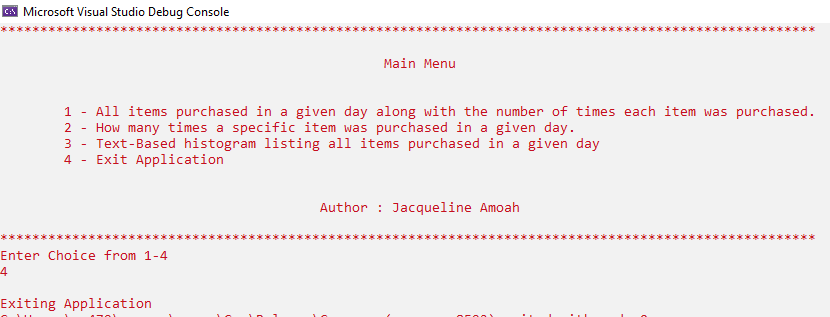 Microsoft Visual Studio Debug Console
******************************************************************************************************
Main Menu
1 - All items purchased in a given day along with the number of times each item was purchased.
2 - How many times a specific item was purchased in a given day.
3 - Text-Based histogram listing all items purchased in a given day
4 - Exit Application
Author : Jacqueline Amoah
******************************************************************************************************
Enter Choice from 1-4
4
Exiting Application